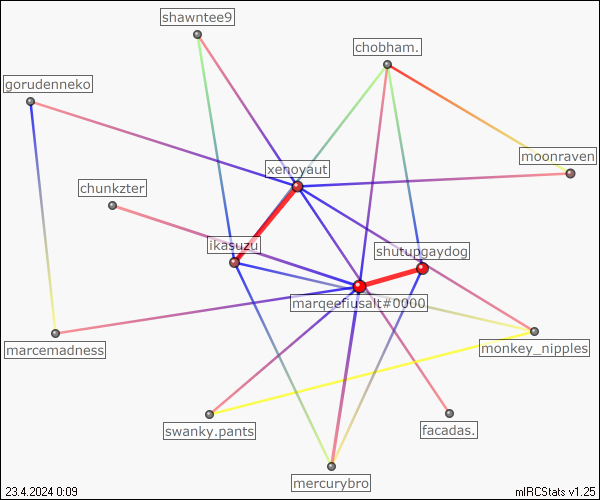 shawntee9
chobham.
gorudenneko
moonraven
xenoyaut
chunkzter
ikasuzu
shutupgaydog
marqeefiusalt#0000
marcemadness
monkey_nipples
swanky.pants
facadas.
mercurybro
23.4.2024 0:09
mIRCStats v1.25